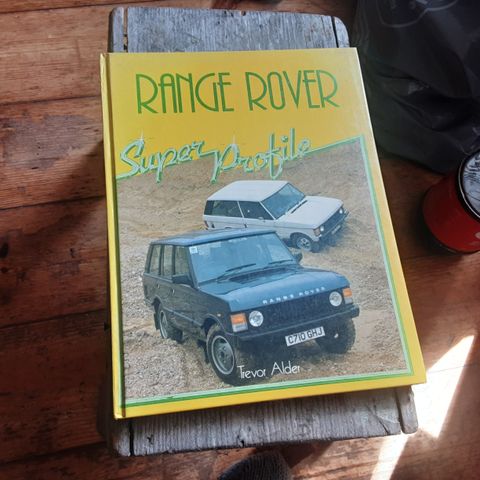 RANGE ROVER
Super Profile
RANGE ROVER
C710 GHJ
Trevor Alder